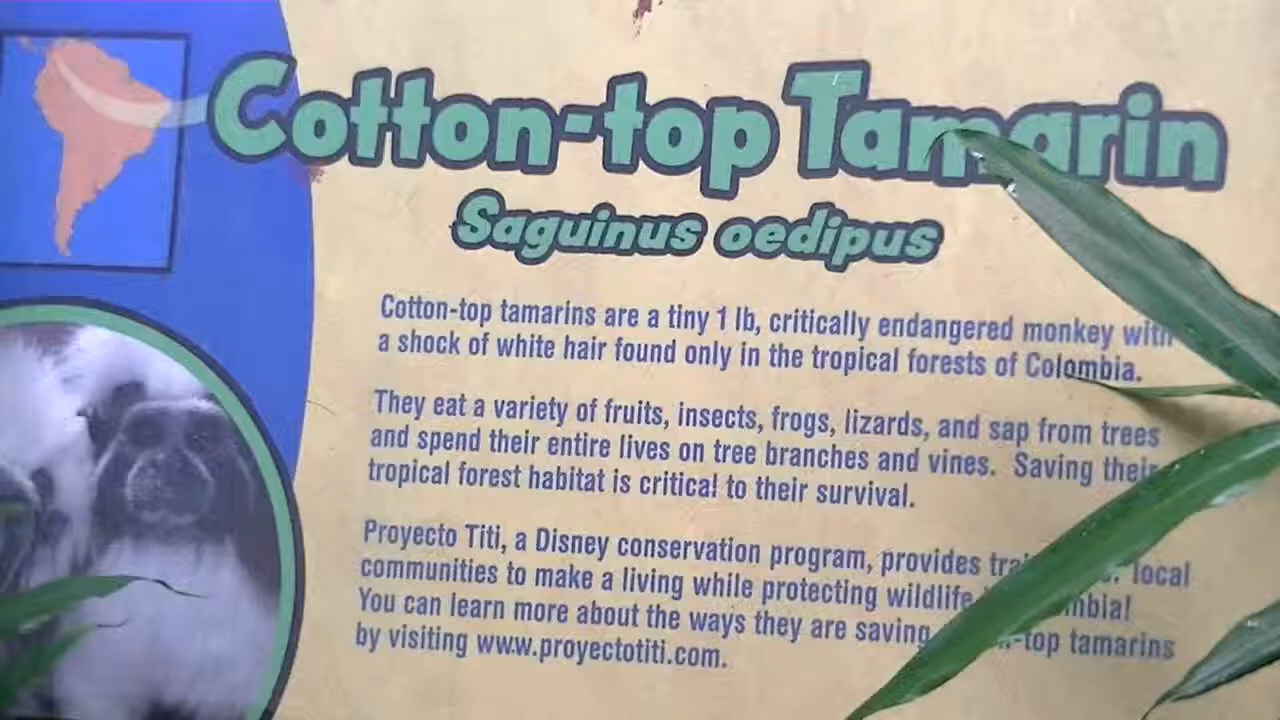 Cotton-top Tamarin
Saguinus oedipus
Cotton-top tamarins are a tiny 1 lb, critically endangered monkey with
a shock of white hair found only in the tropical forests of Colombia.
They eat a variety of fruits, insects, frogs, lizards, and sap from trees
and spend their entire lives on tree branches and vines. Saving their
tropical forest habitat is critical to their survival.
Proyecto Titi, a Disney conservation program, provides local
communities to make a living while protecting wildlife
You can learn more about the ways they are saving tamarins
by visiting www.proyectotiti.com.